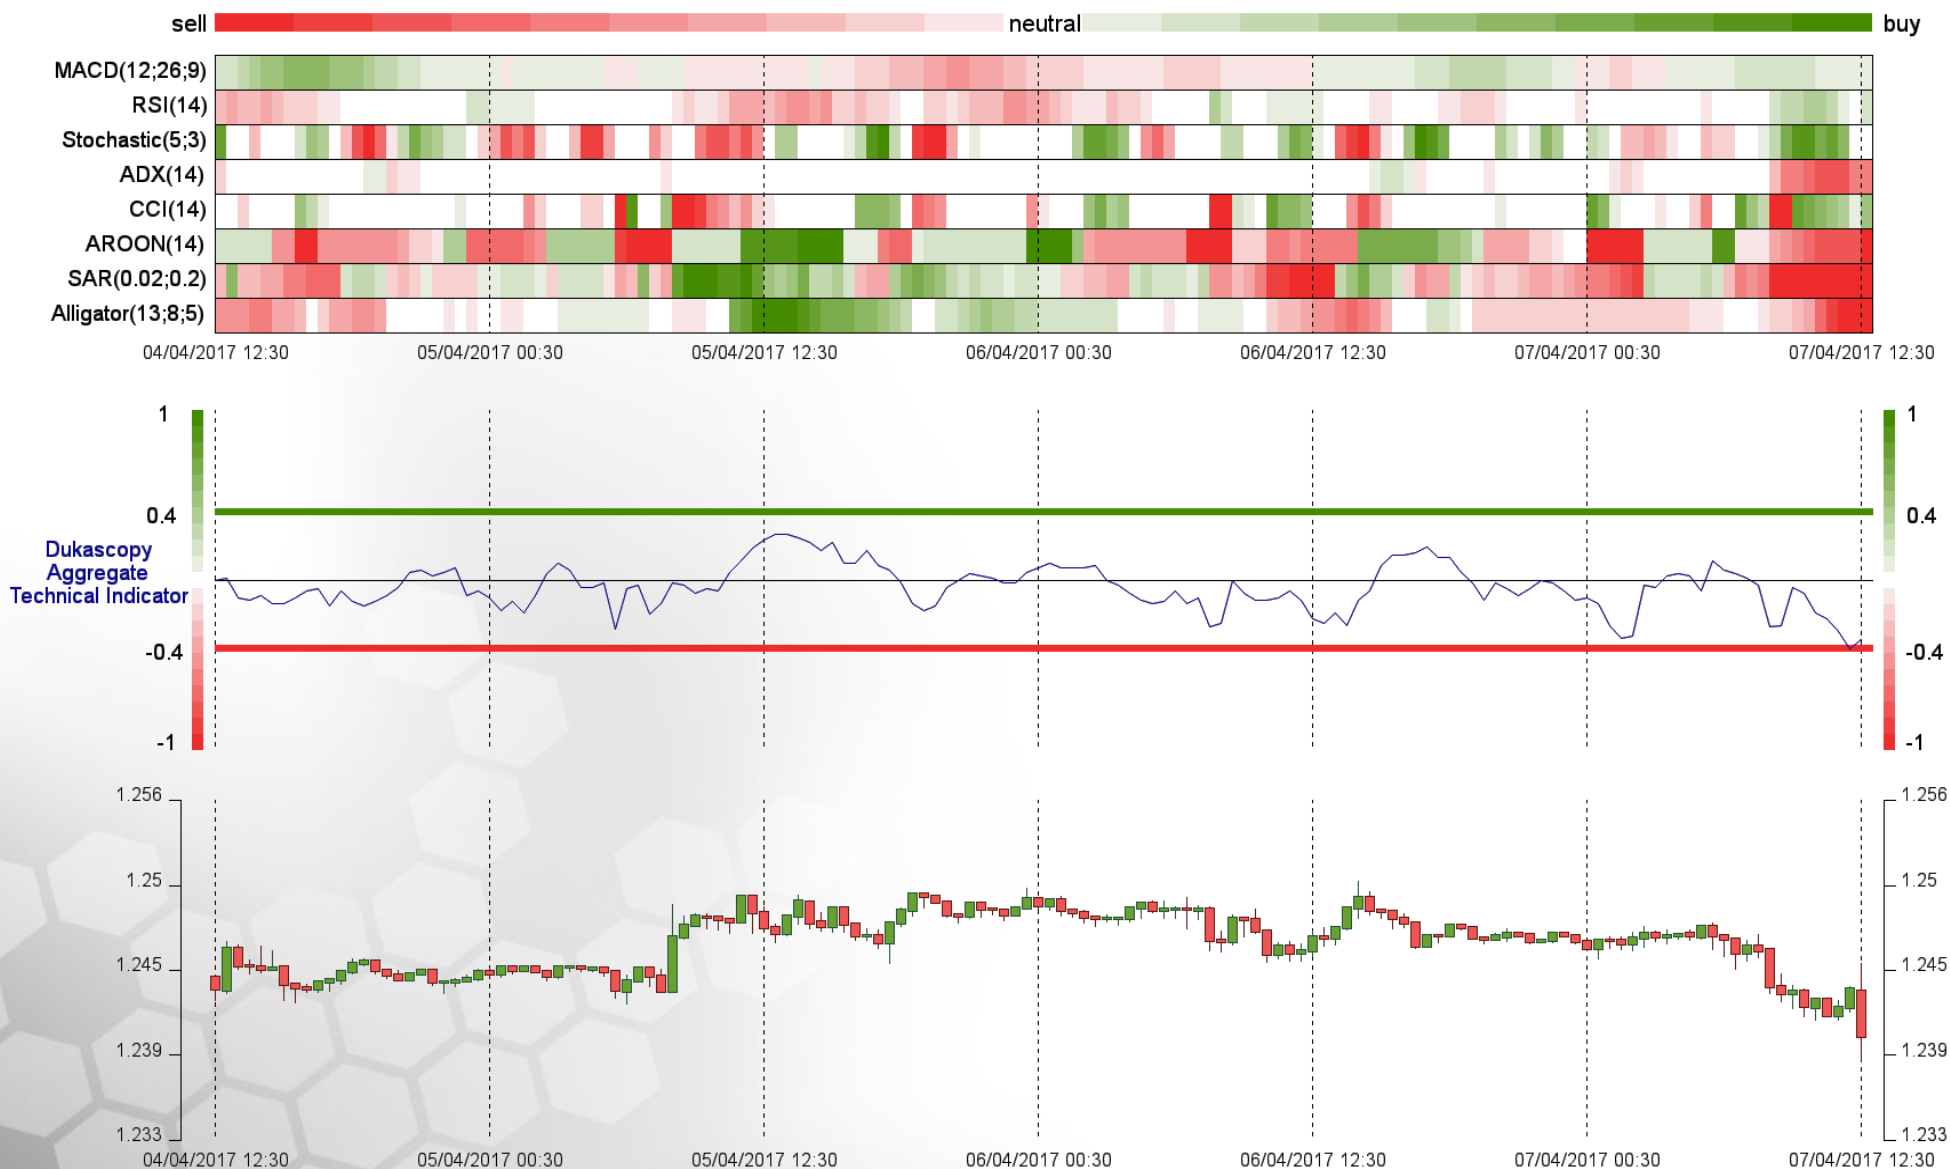 sell neutral buy
MACD(12;26;9)
RSI(14)
Stochastic(5;3)
ADX(14)
CCI(14)
AROON(14)
SAR(0.02;0.2)
Alligator(13;8;5)
04/04/2017 12:30 05/04/2017 00:30 05/04/2017 12:30 06/04/2017 00:30 06/04/2017 12:30 07/04/2017 00:30 07/04/2017 12:30
1 1
0.4 0.4
Dukascopy
Aggregate
Technical Indicator
-0.4 -0.4
-1 -1
1.256 1.256
1.25 1.25
1.245 1.245
1.239 1.239
1.233 1.233
04/04/2017 12:30 05/04/2017 00:30 05/04/2017 12:30 06/04/2017 00:30 06/04/2017 12:30 07/04/2017 00:30 07/04/2017 12:30